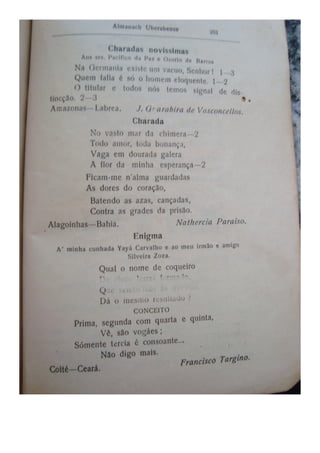 Almanach Uberabense
Charadas novissimas
Aos srs. Pacifico da Paz e Osorio de Barros
Na Germania existe um vacuo, Senhor! 1—3
Quem falla é só o homem eloquente. 1—2
O titular e todos nós temos signal de dis-
tincção. 2—3
Amazonas—Labrea. J. Guarabira de Vasconcellos.
Charada
No vasto mar da chimera—2
Todo amor, toda bonança,
Vaga em dourada galera
A flor da minha esperança—2
Ficam-me n'alma guardadas
As dores do coração,
Batendo as azas, cançadas,
Contra as grades da prisão.
Alagoinhas—Bahia. Nathercia Paraiso.
Enigma
A' minha cunhada Yayá Carvalho e ao meu irmão e amigo
Silveira Zoza.
Qual o nome de coqueiro
Que
Dá o mesmo resultado?
CONCEITO
Prima, segunda com quarta e quinta,
Vê, são vogáes;
Sómente tercia é consoante...
Não digo mais.
Francisco Targino.
Coité—Ceará.